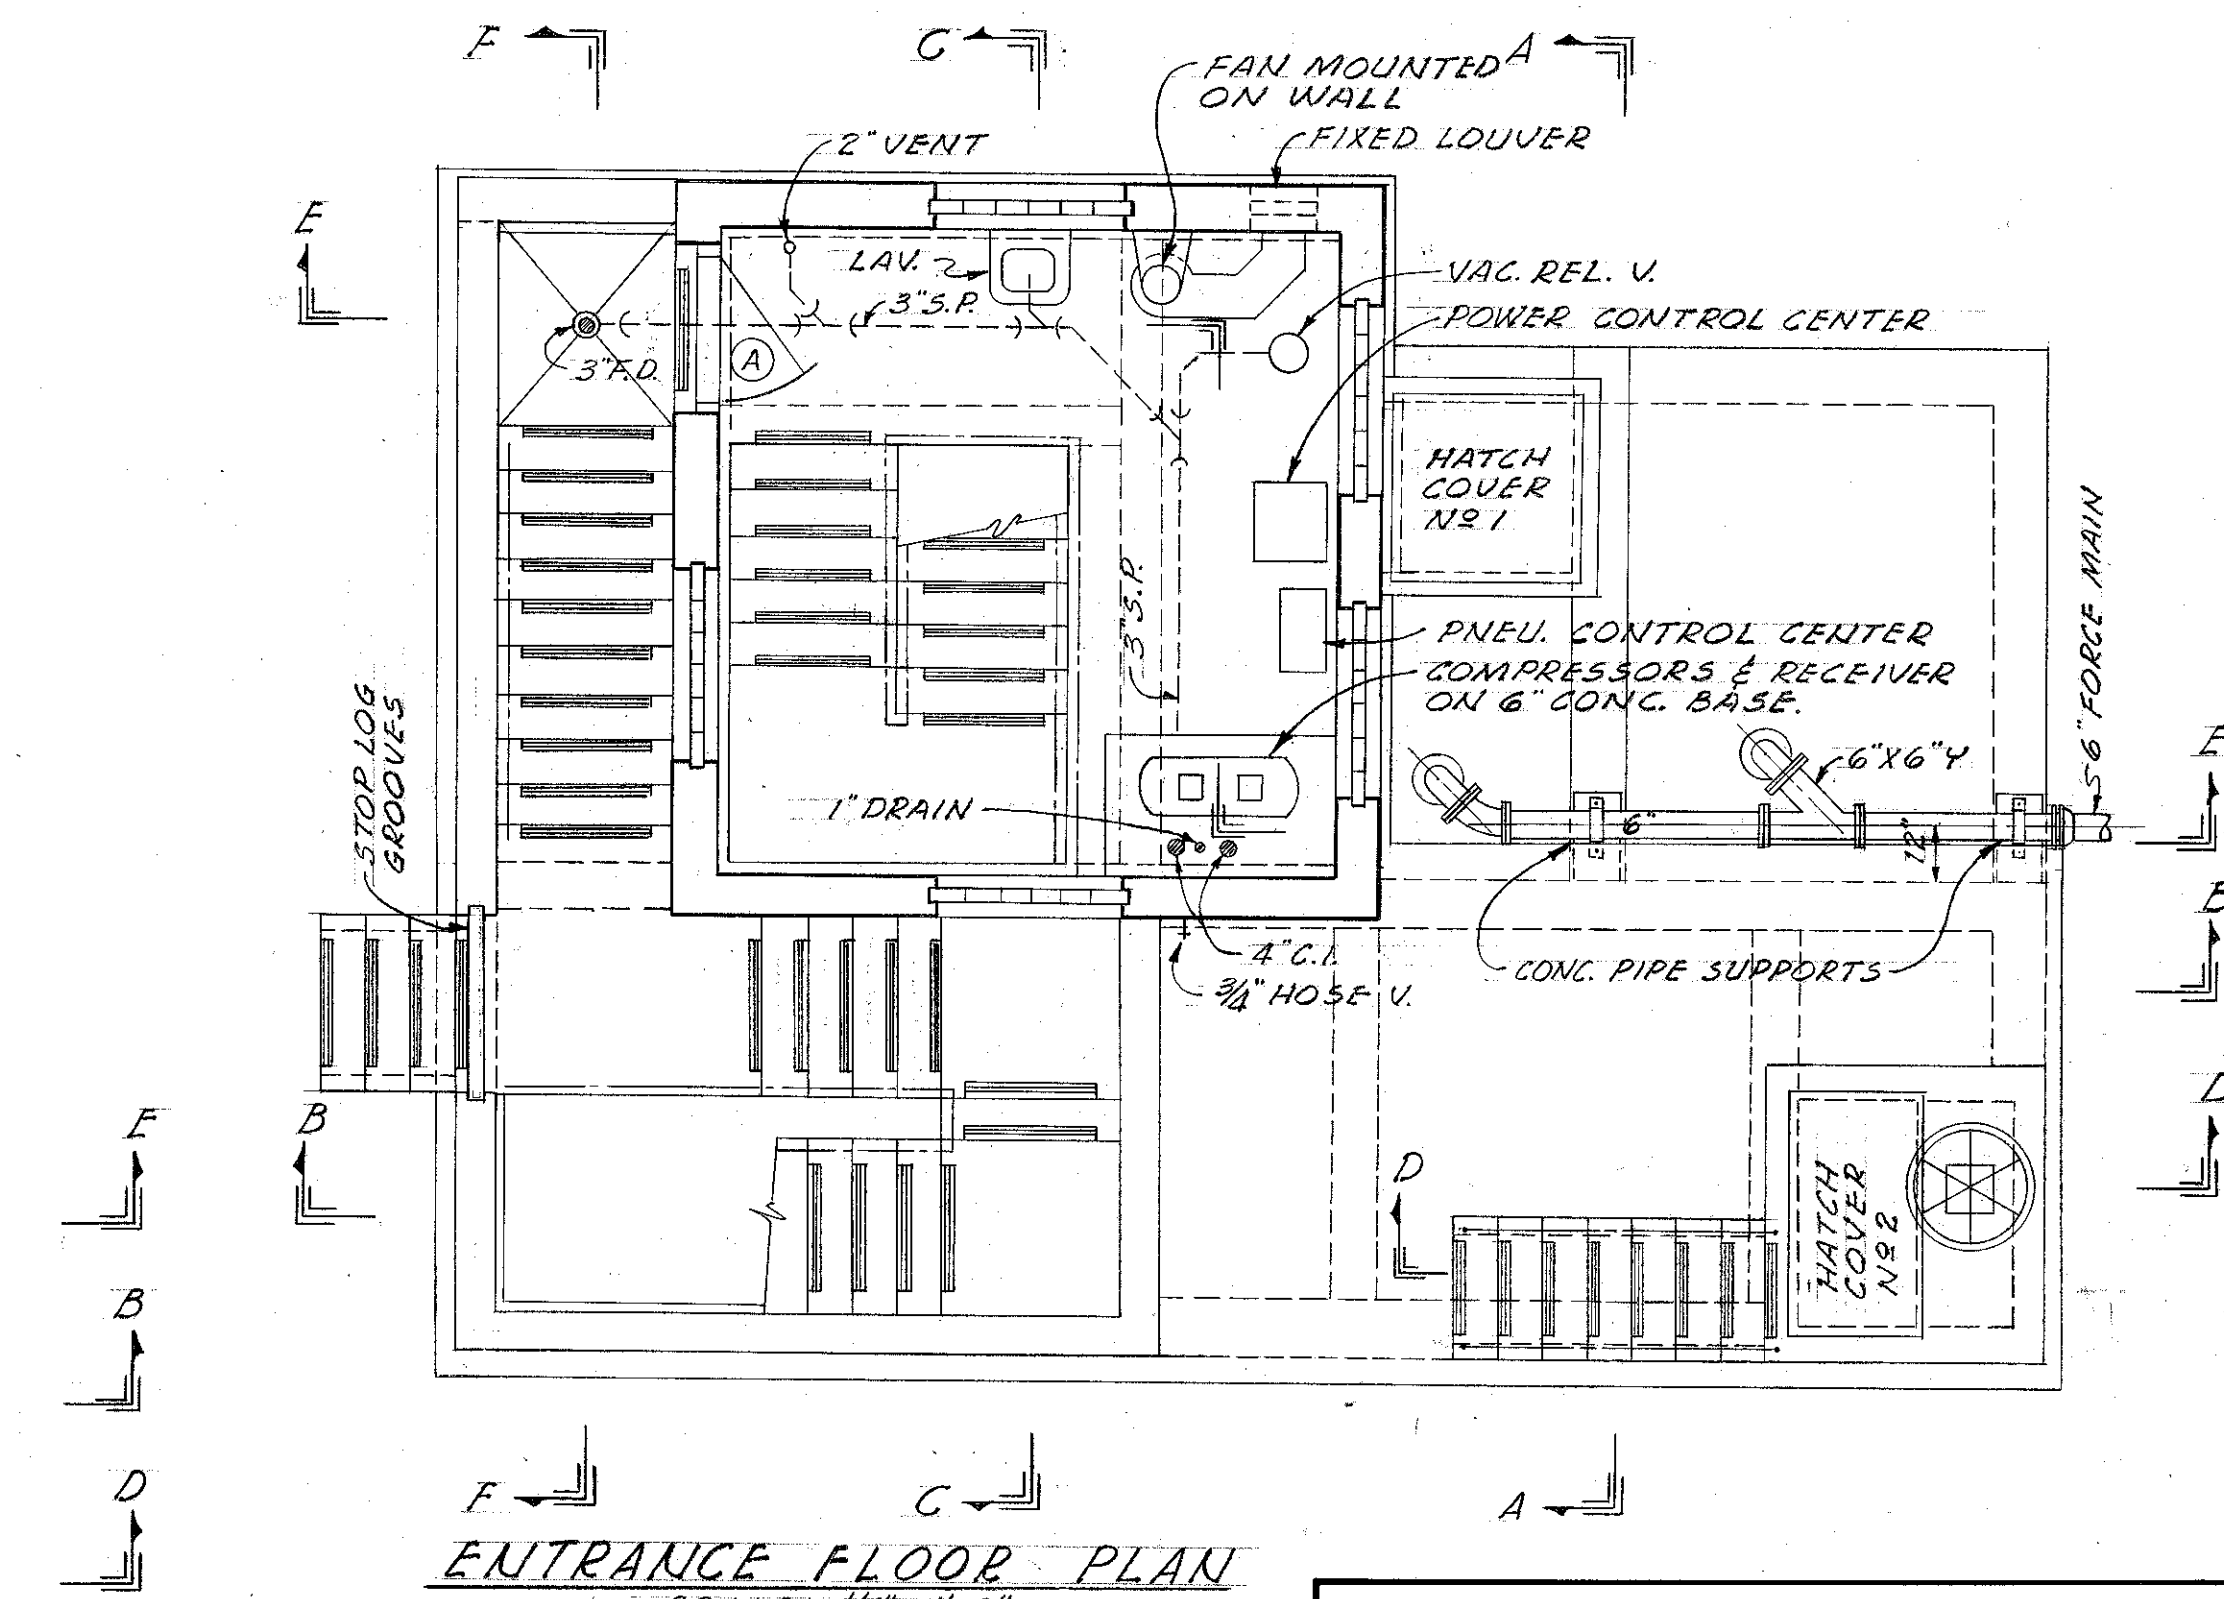 F
C
A
FAN MOUNTED
ON WALL
2" VENT
FIXED LOUVER
E
LAV.
3" S.P.
VAC. REL. V.
POWER CONTROL CENTER
3" F.D.
A
HATCH
COVER
Nº 1
3" S.P.
6" FORCE MAIN
PNEU. CONTROL CENTER
COMPRESSORS & RECEIVER
ON 6" CONC. BASE.
STOP LOG
GROOVES
6" X 6" Y
1" DRAIN
6"
12"
4" C.I.
3/4" HOSE V.
CONC. PIPE SUPPORTS
B
D
HATCH
COVER
Nº 2
F
C
A
B
D
ENTRANCE FLOOR PLAN